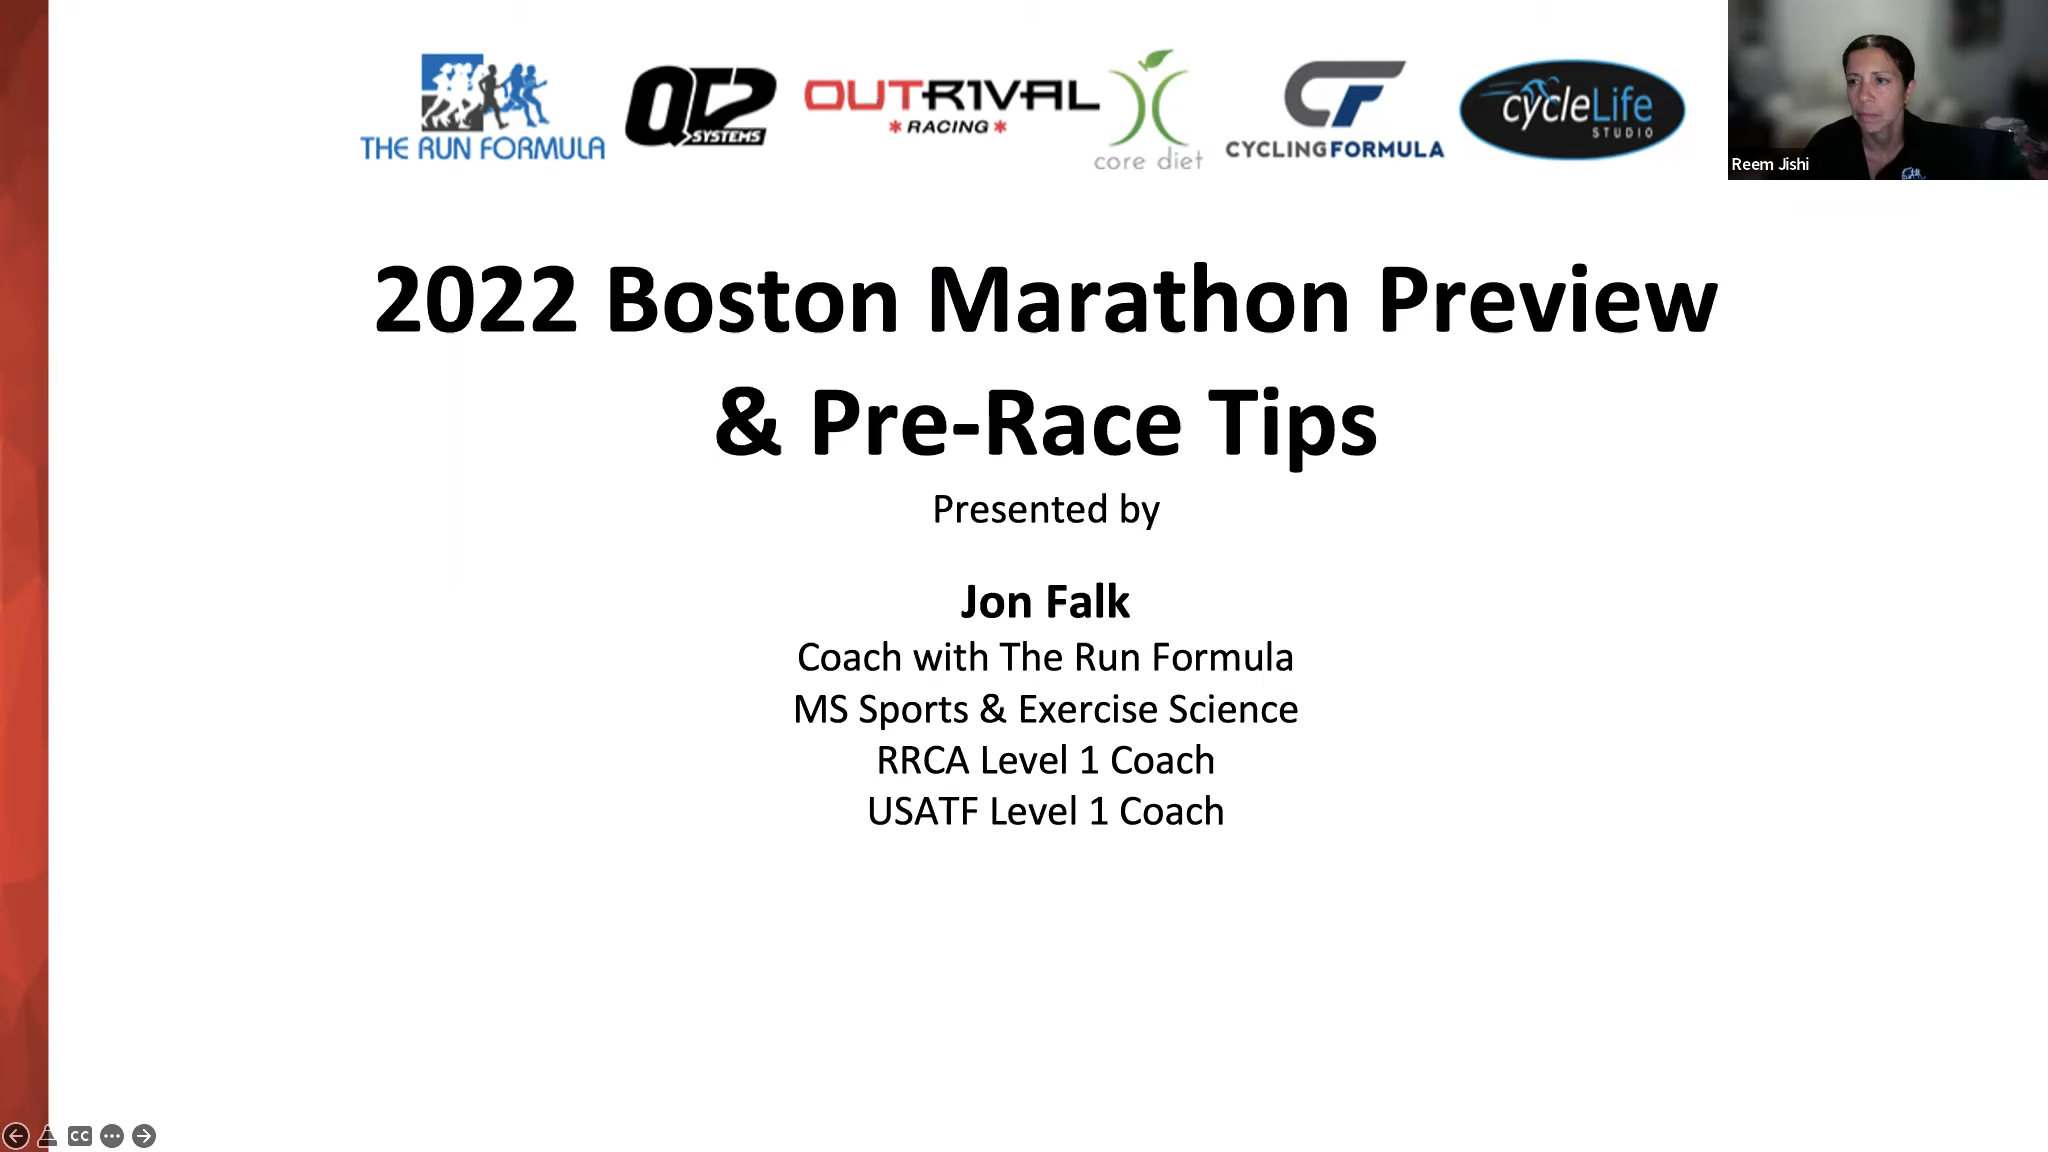 THE RUN FORMULA
QT2
SYSTEMS
OUTRIVAL
RACING
core diet
CF
CYCLINGFORMULA
cycleLife
STUDIO
Reem Jishi
2022 Boston Marathon Preview
& Pre-Race Tips
Presented by
Jon Falk
Coach with The Run Formula
MS Sports & Exercise Science
RRCA Level 1 Coach
USATF Level 1 Coach
CC